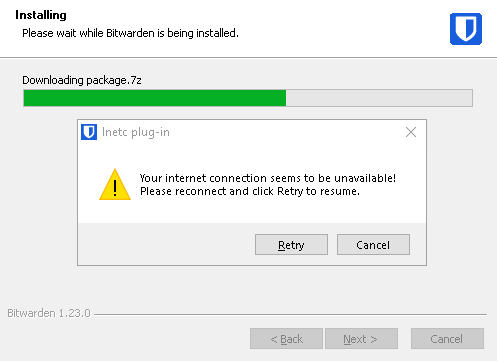 Installing
Please wait while Bitwarden is being installed.
Downloading package.7z
Inetc plug-in
Your internet connection seems to be unavailable!
Please reconnect and click Retry to resume.
Retry
Cancel
Bitwarden 1.23.0
< Back
Next >
Cancel